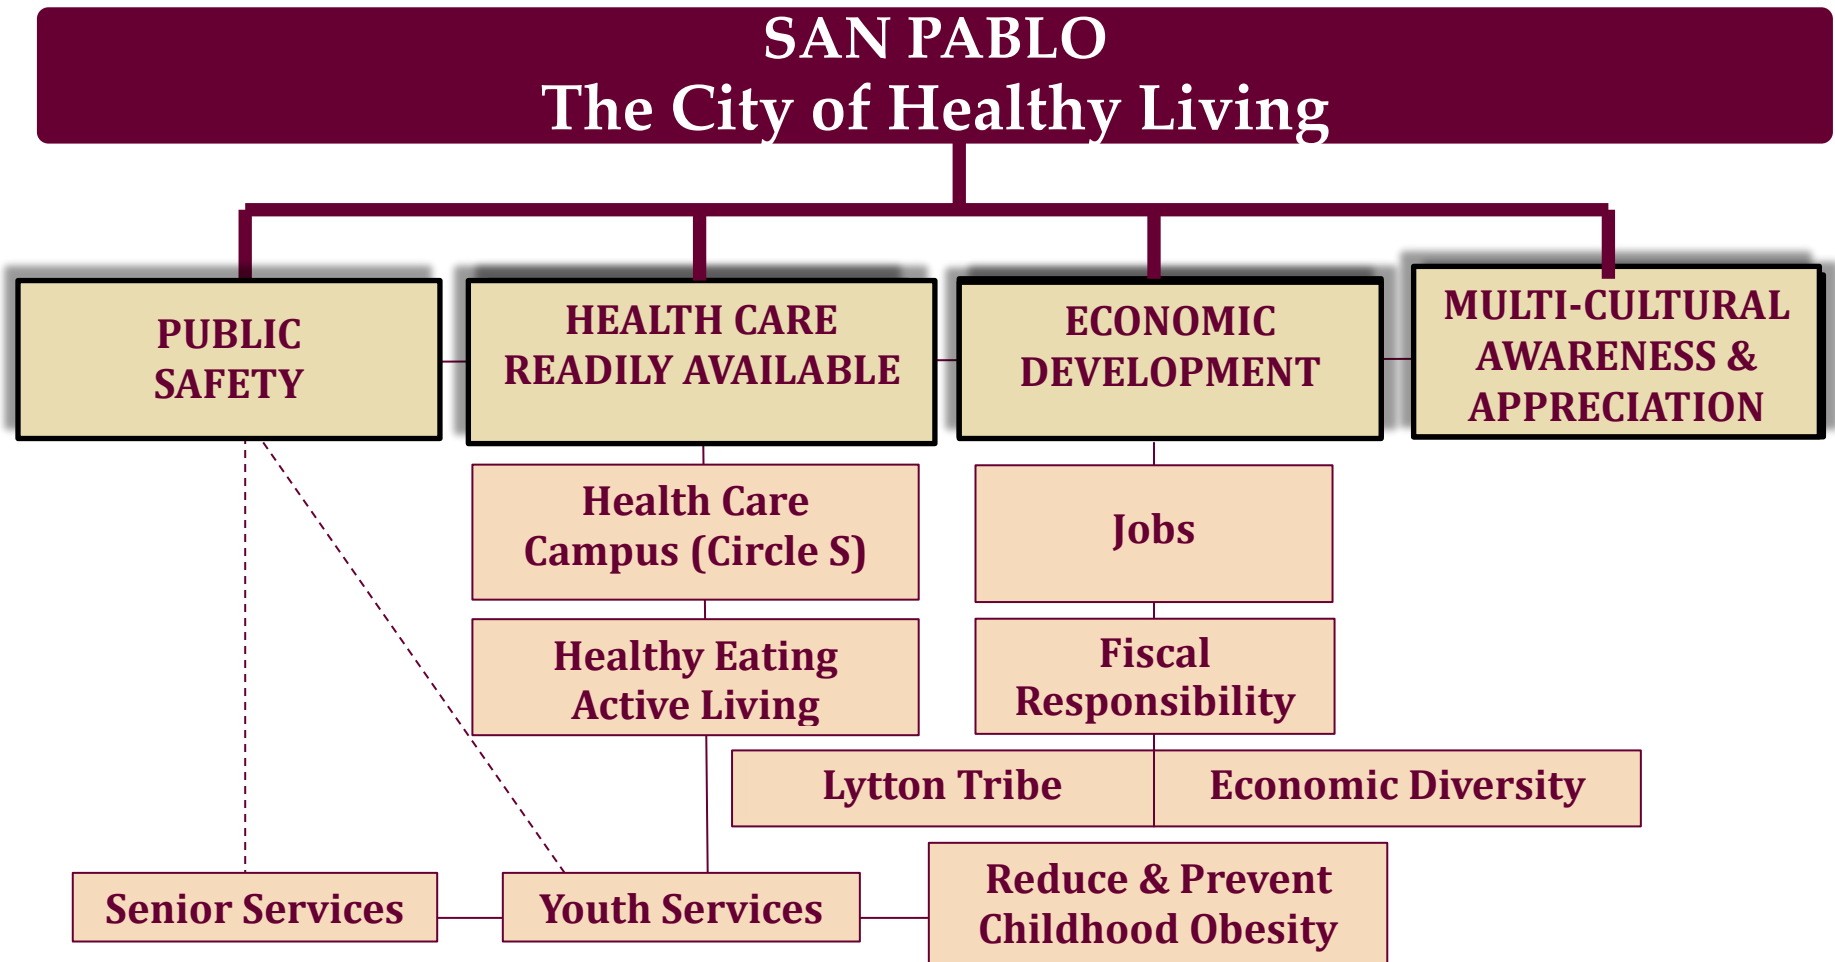 SAN PABLO
The City of Healthy Living
PUBLIC
SAFETY
HEALTH CARE
READILY AVAILABLE
ECONOMIC
DEVELOPMENT
MULTI-CULTURAL
AWARENESS &
APPRECIATION
Health Care
Campus (Circle S)
Jobs
Healthy Eating
Active Living
Fiscal
Responsibility
Lytton Tribe
Economic Diversity
Senior Services
Youth Services
Reduce & Prevent
Childhood Obesity